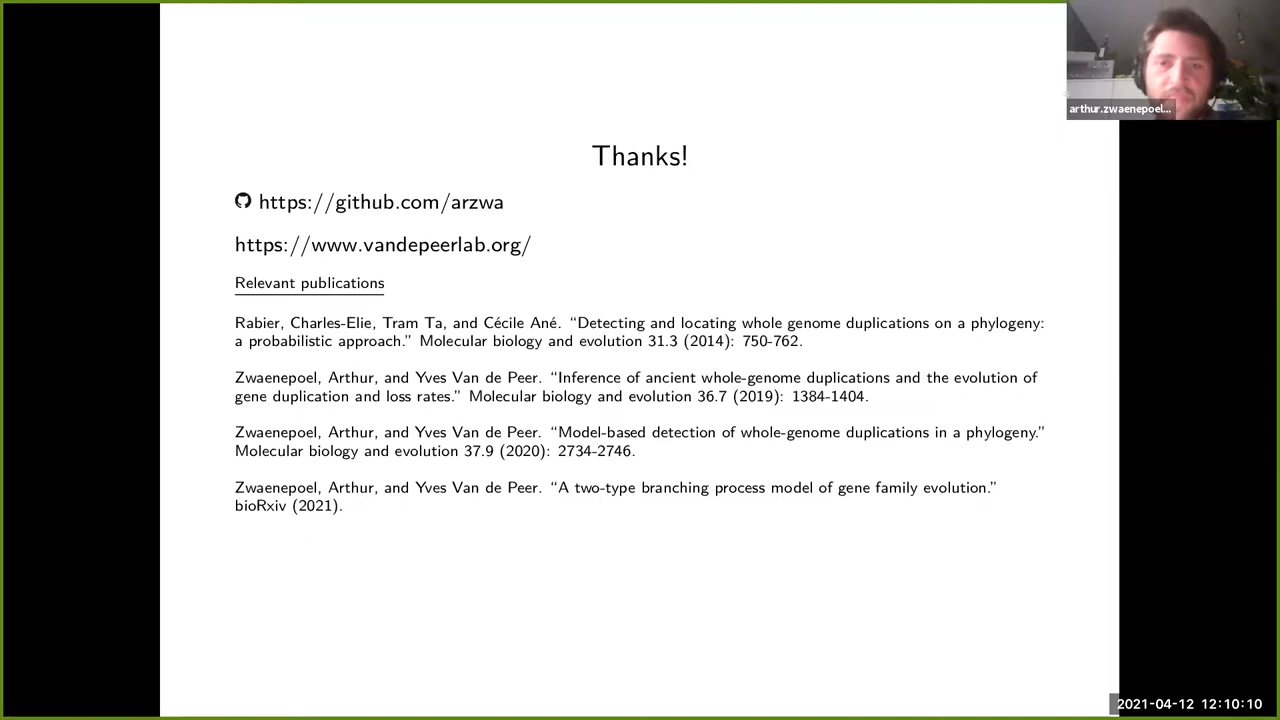 arthur.zwaenepoel...
Thanks!
https://github.com/arzwa
https://www.vandepeerlab.org/
Relevant publications
Rabier, Charles-Elie, Tram Ta, and Cécile Ané. “Detecting and locating whole genome duplications on a phylogeny:
a probabilistic approach.” Molecular biology and evolution 31.3 (2014): 750-762.
Zwaenepoel, Arthur, and Yves Van de Peer. “Inference of ancient whole-genome duplications and the evolution of
gene duplication and loss rates.” Molecular biology and evolution 36.7 (2019): 1384-1404.
Zwaenepoel, Arthur, and Yves Van de Peer. “Model-based detection of whole-genome duplications in a phylogeny.”
Molecular biology and evolution 37.9 (2020): 2734-2746.
Zwaenepoel, Arthur, and Yves Van de Peer. “A two-type branching process model of gene family evolution.”
bioRxiv (2021).
2021-04-12 12:10:10